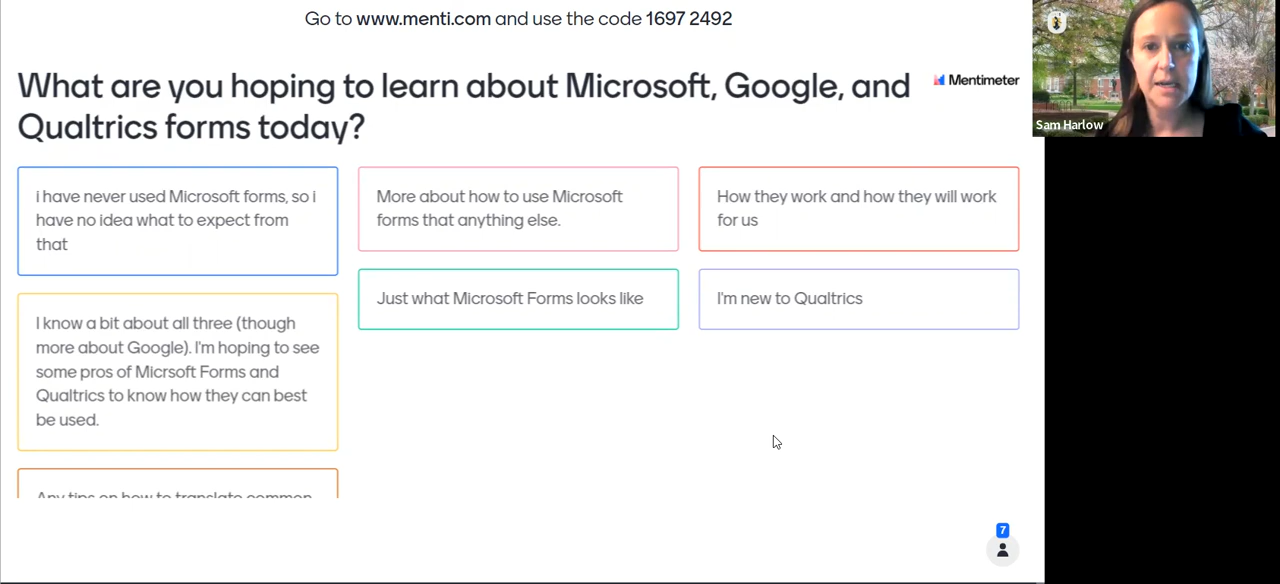 Go to www.menti.com and use the code 1697 2492
What are you hoping to learn about Microsoft, Google, and
Qualtrics forms today?
Mentimeter
Sam Harlow
i have never used Microsoft forms, so i
have no idea what to expect from
that
More about how to use Microsoft
forms that anything else.
How they work and how they will work
for us
Just what Microsoft Forms looks like
I'm new to Qualtrics
I know a bit about all three (though
more about Google). I'm hoping to see
some pros of Micrsoft Forms and
Qualtrics to know how they can best
be used.
Any tips on how to translate common
7